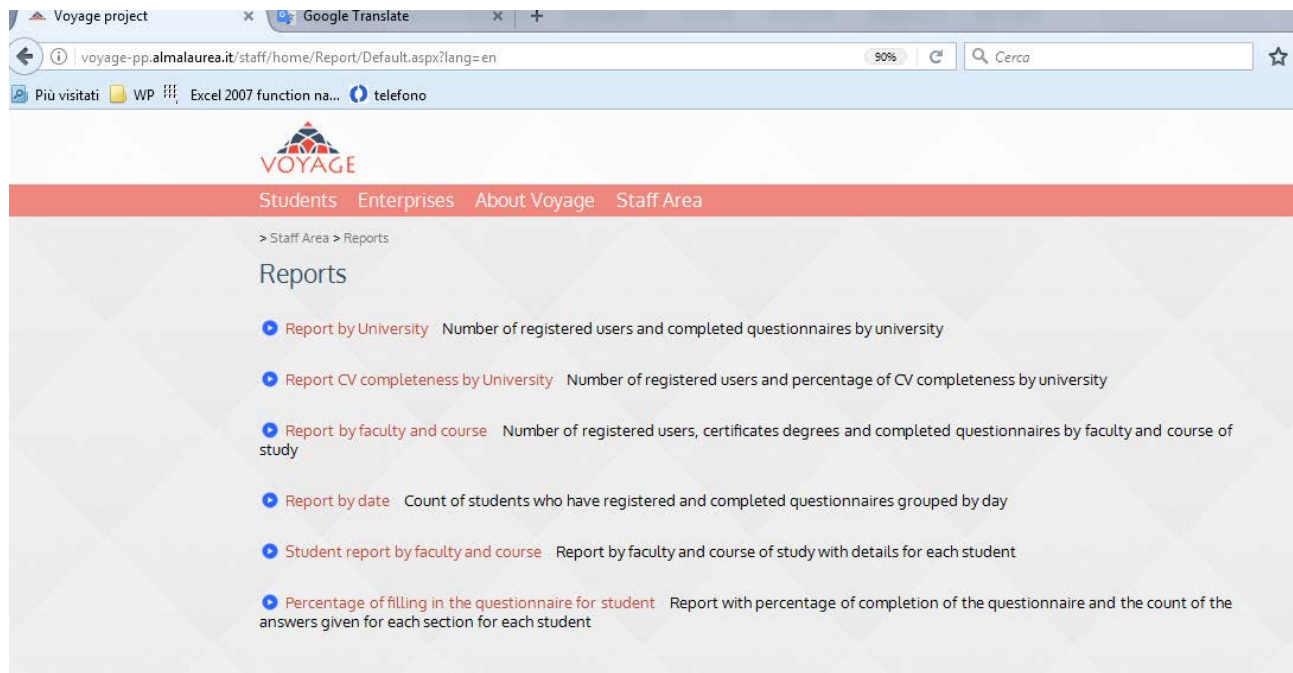 Voyage project
Google Translate
voyage-pp.almalaurea.it/staff/home/Report/Default.aspx?lang=en
90%
Cerca
Più visitati WP Excel 2007 function na... telefono
VOYAGE
Students Enterprises About Voyage Staff Area
> Staff Area > Reports
Reports
Report by University Number of registered users and completed questionnaires by university
Report CV completeness by University Number of registered users and percentage of CV completeness by university
Report by faculty and course Number of registered users, certificates degrees and completed questionnaires by faculty and course of
study
Report by date Count of students who have registered and completed questionnaires grouped by day
Student report by faculty and course Report by faculty and course of study with details for each student
Percentage of filling in the questionnaire for student Report with percentage of completion of the questionnaire and the count of the
answers given for each section for each student